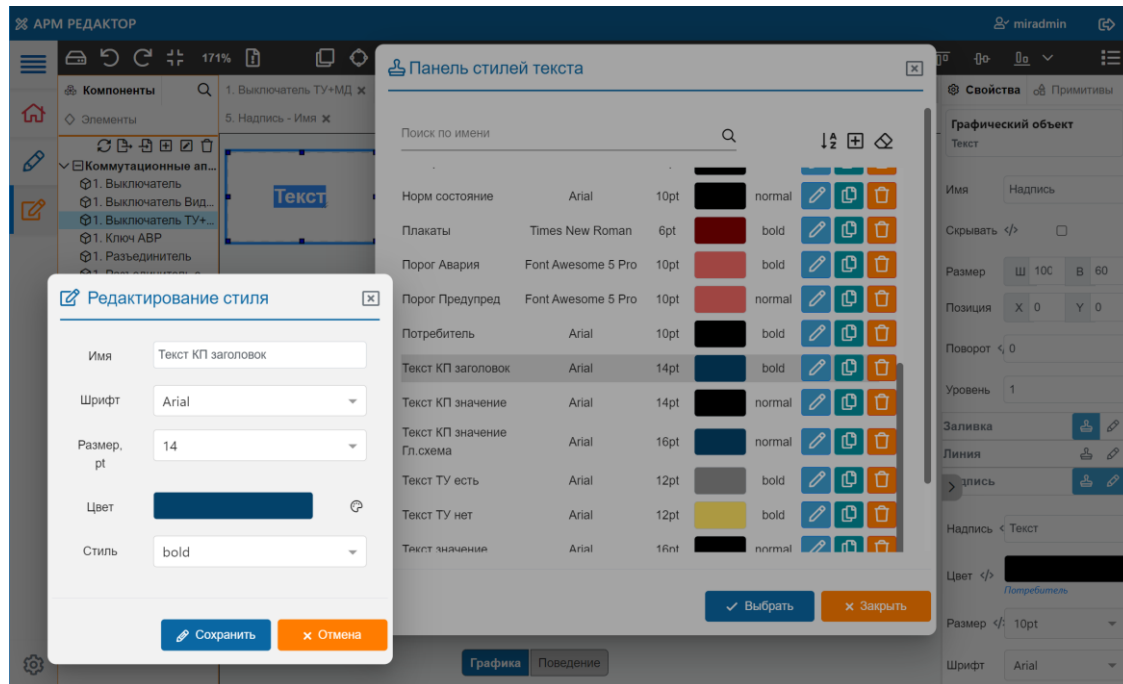 АРМ РЕДАКТОР
miradmin
171%
Компоненты
Элементы
Коммутационные ап...
1. Выключатель
1. Выключатель Вид...
1. Выключатель ТУ+...
1. Ключ АВР
1. Разъединитель
1. Выключатель ТУ+МД
5. Надпись - Имя
Текст
Панель стилей текста
Поиск по имени
Норм состояние Arial 10pt normal
Плакаты Times New Roman 6pt bold
Порог Авария Font Awesome 5 Pro 10pt bold
Порог Предупред Font Awesome 5 Pro 10pt normal
Потребитель Arial 10pt bold
Текст КП заголовок Arial 14pt bold
Текст КП значение Arial 14pt normal
Текст КП значение
Гл.схема Arial 16pt normal
Текст ТУ есть Arial 12pt bold
Текст ТУ нет Arial 12pt bold
Текст значение Arial 16pt normal
Выбрать
Закрыть
Редактирование стиля
Имя Текст КП заголовок
Шрифт Arial
Размер,
pt 14
Цвет
Стиль bold
Сохранить
Отмена
Графика Поведение
Свойства Примитивы
Графический объект
Текст
Имя Надпись
Скрывать </>
Размер Ш 100 В 60
Позиция X 0 Y 0
Поворот 0
Уровень 1
Заливка
Линия
Надпись Текст
Цвет </>
Потребитель
Размер 10pt
Шрифт Arial